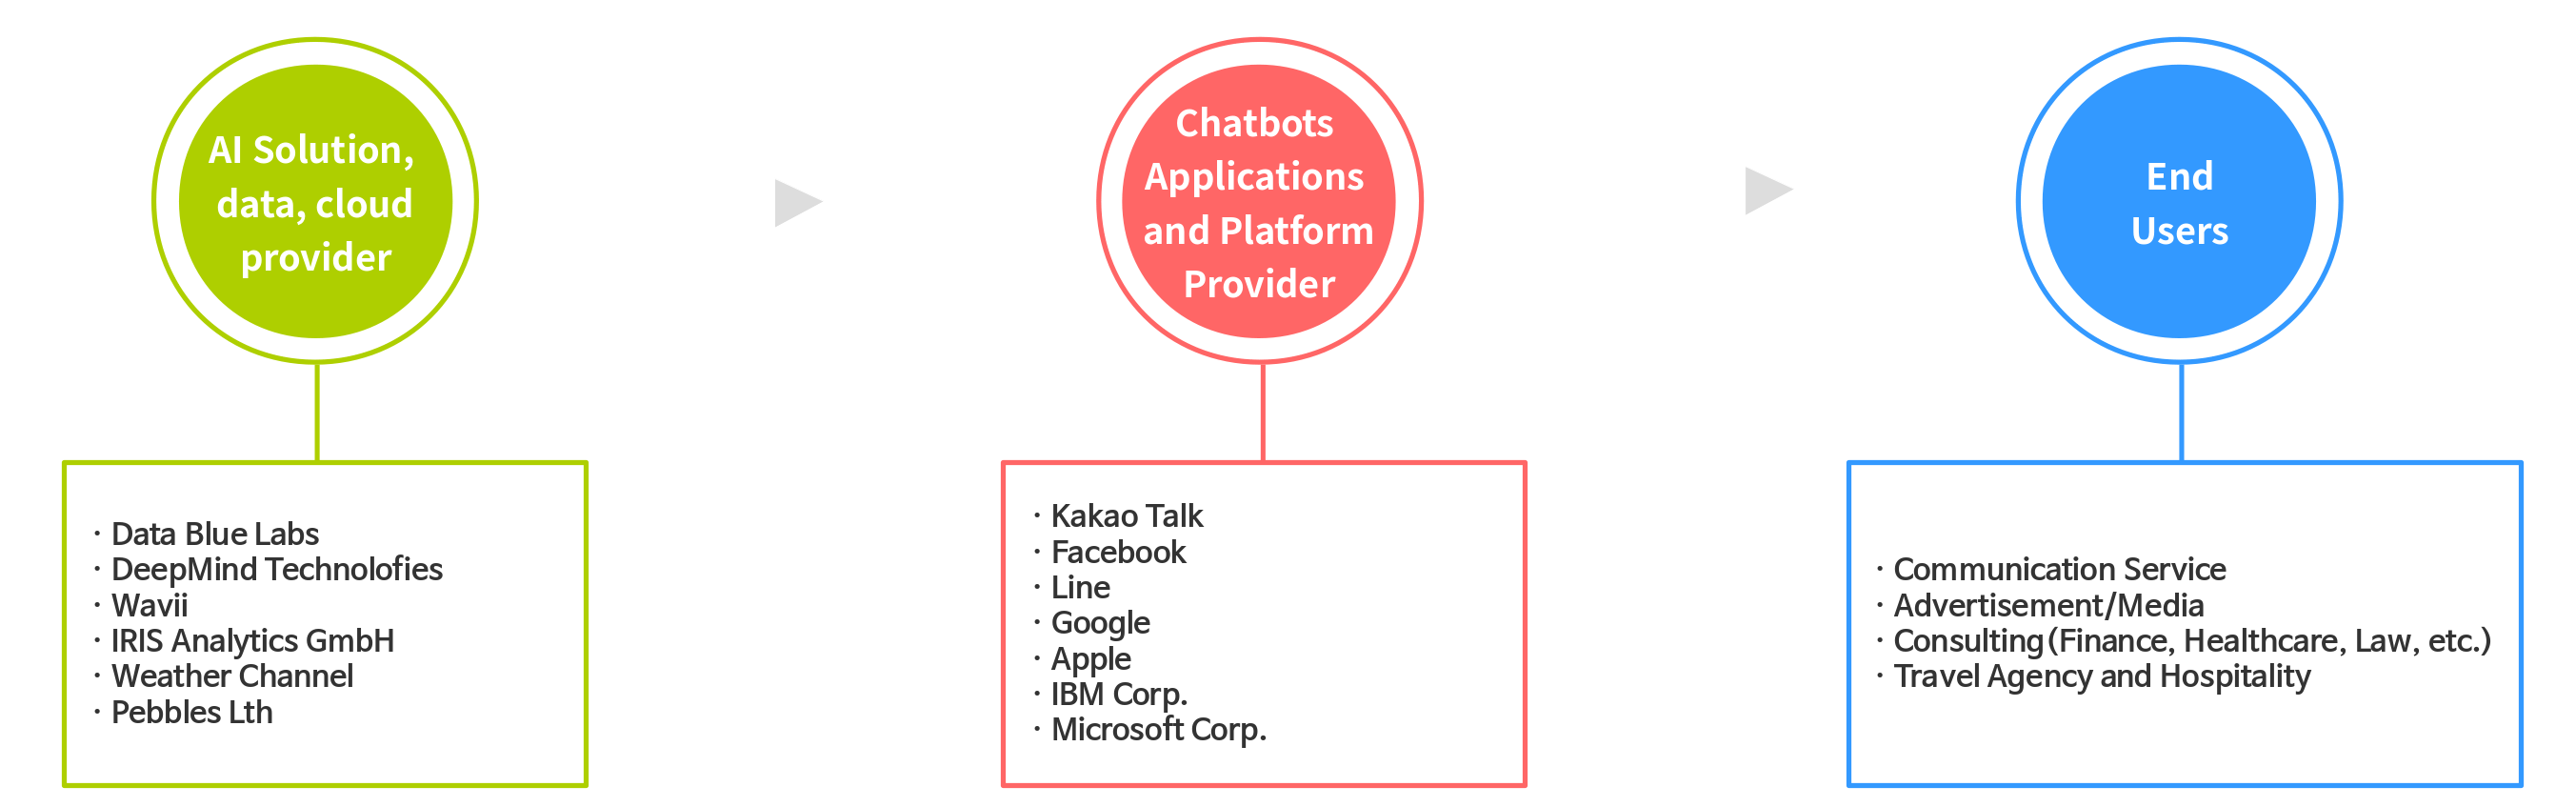 AI Solution,
data, cloud
provider
Chatbots
Applications
and Platform
Provider
End
Users
· Data Blue Labs
· DeepMind Technolofies
· Wavii
· IRIS Analytics GmbH
· Weather Channel
· Pebbles Lth
· Kakao Talk
· Facebook
· Line
· Google
· Apple
· IBM Corp.
· Microsoft Corp.
· Communication Service
· Advertisement/Media
· Consulting(Finance, Healthcare, Law, etc.)
· Travel Agency and Hospitality